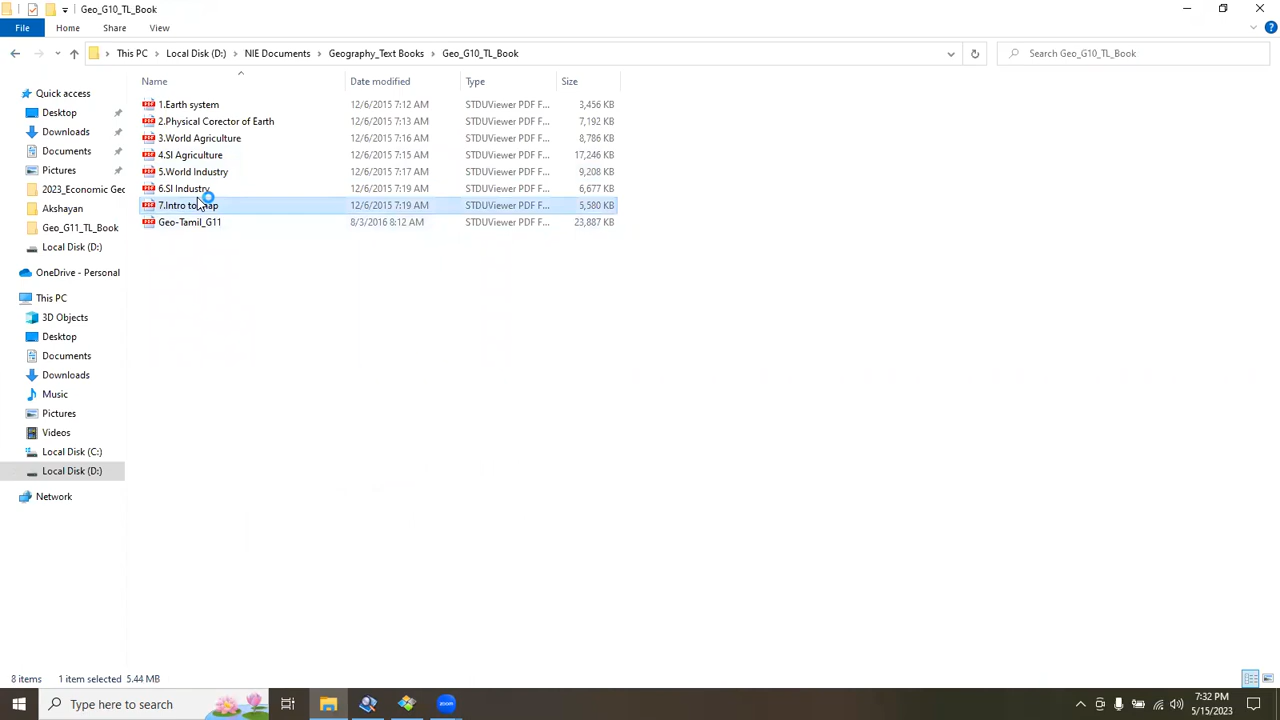 Geo_G10_TL_Book
File Home Share View
This PC Local Disk (D:) NIE Documents Geography_Text Books Geo_G10_TL_Book Search Geo_G10_TL_Book
Name Date modified Type Size
Quick access
Desktop
Downloads
Documents
Pictures
2023_Economic Gec
Akshayan
Geo_G11_TL_Book
Local Disk (D:)
OneDrive - Personal
This PC
3D Objects
Desktop
Documents
Downloads
Music
Pictures
Videos
Local Disk (C:)
Local Disk (D:)
Network
1.Earth system 12/6/2015 7:12 AM STDUViewer PDF F... 3,456 KB
2.Physical Corector of Earth 12/6/2015 7:13 AM STDUViewer PDF F... 7,192 KB
3.World Agriculture 12/6/2015 7:16 AM STDUViewer PDF F... 8,786 KB
4.SI Agriculture 12/6/2015 7:15 AM STDUViewer PDF F... 17,246 KB
5.World Industry 12/6/2015 7:17 AM STDUViewer PDF F... 9,208 KB
6.SI Industry 12/6/2015 7:19 AM STDUViewer PDF F... 6,677 KB
7.Intro to 12/6/2015 7:19 AM STDUViewer PDF F... 5,580 KB
Geo-Tamil_G11 8/3/2016 8:12 AM STDUViewer PDF F... 23,887 KB
8 items 1 item selected 5.44 MB
Type here to search
zoom
7:32 PM
5/15/2023